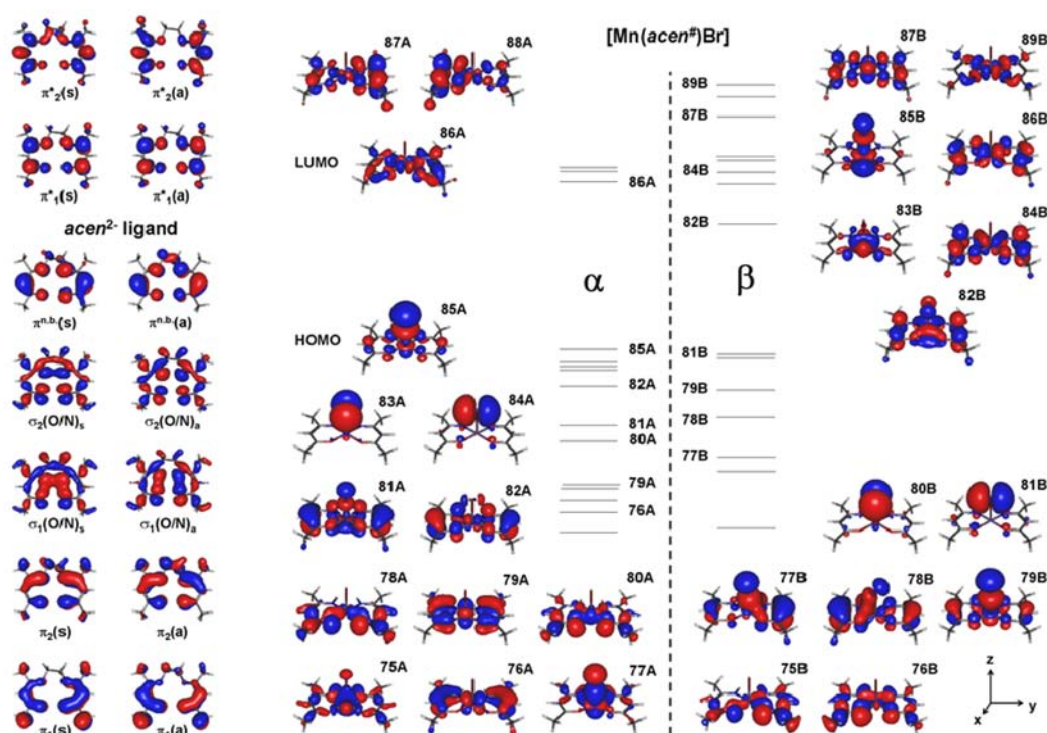 π*2(s) π*2(a)
π*1(s) π*1(a)
acen2- ligand
πn.b.(s) πn.b.(a)
σ2(O/N)s σ2(O/N)a
σ1(O/N)s σ1(O/N)a
π2(s) π2(a)
π1(s) π1(a)
[Mn(acen#)Br]
87A 88A
86A
LUMO
86A
α
HOMO
85A
85A
82A
83A 84A
81A
80A
81A 82A
79A
76A
78A 79A 80A
75A 76A 77A
87B 89B
89B
87B
85B 86B
84B
83B 84B
82B
β
82B
81B
79B
78B
77B
80B 81B
77B 78B 79B
75B 76B
z
y
x